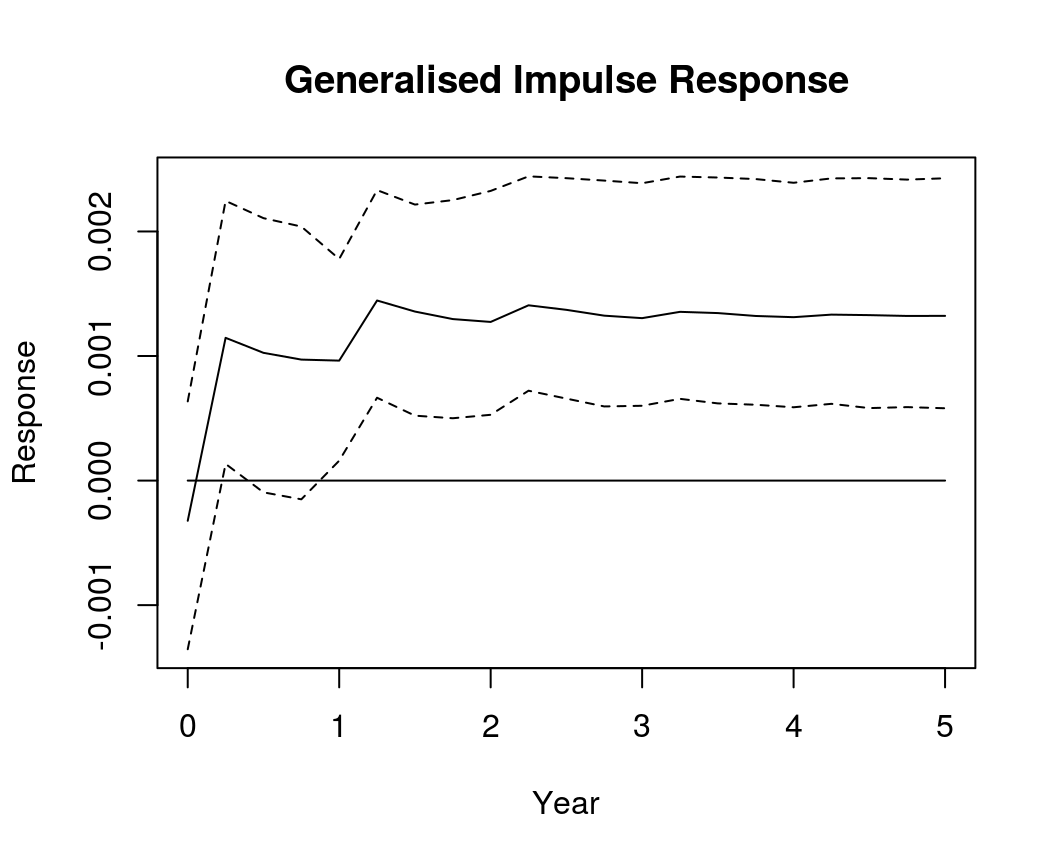 Generalised Impulse Response
Response
0.002
0.001
0.000
-0.001
0 1 2 3 4 5
Year